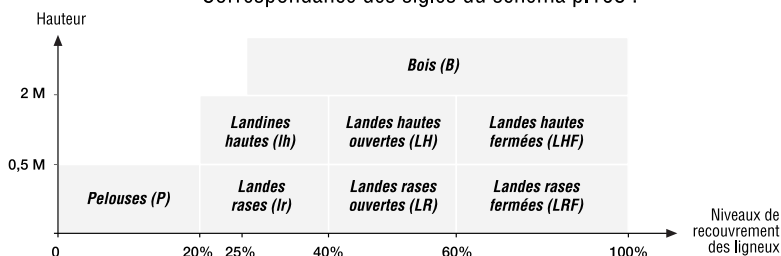 Hauteur
Bois (B)
2 M
Landines
hautes (lh)
Landes hautes
ouvertes (LH)
Landes hautes
fermées (LHF)
0,5 M
Pelouses (P)
Landes
rases (lr)
Landes rases
ouvertes (LR)
Landes rases
fermées (LRF)
Niveaux de
recouvrement
des ligneux
0 20% 25% 40% 60% 100%